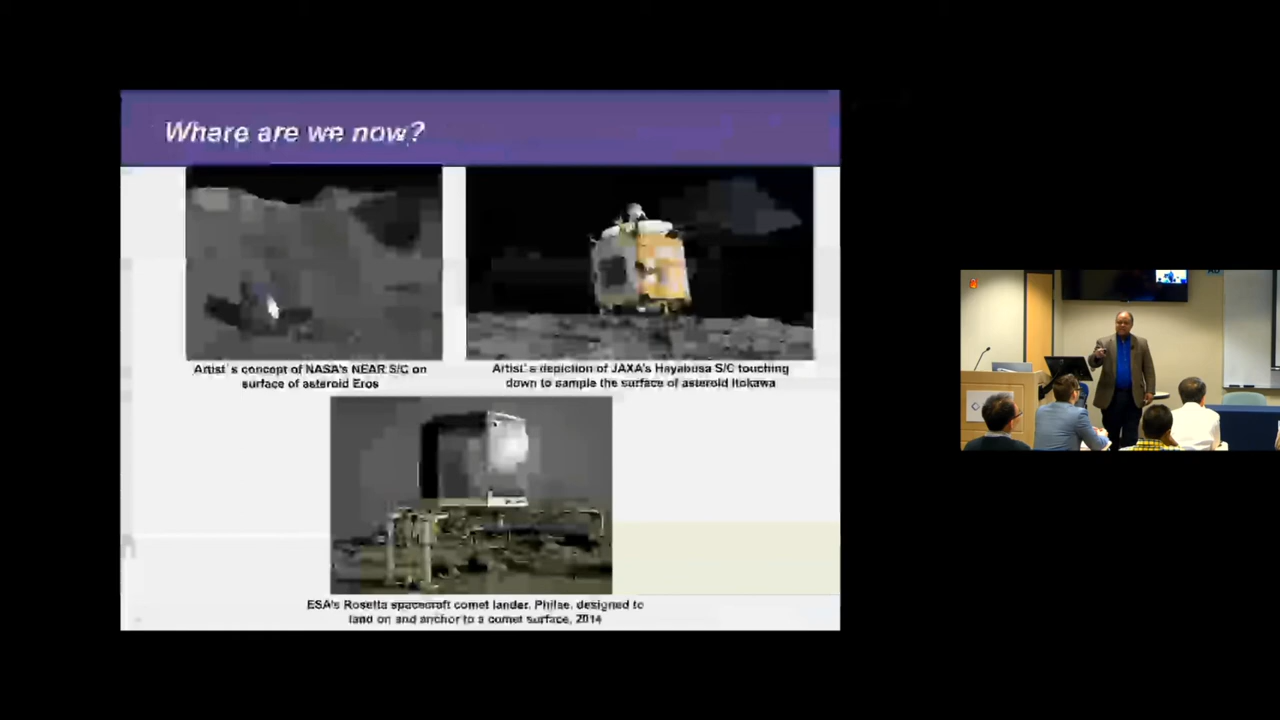 Where are we now?
Artist's concept of NASA's NEAR S/C on
surface of asteroid Eros
Artist's depiction of JAXA's Hayabusa S/C touching
down to sample the surface of asteroid Itokawa
ESA's Rosetta spacecraft comet lander, Philae, designed to
land on and anchor to a comet surface, 2014